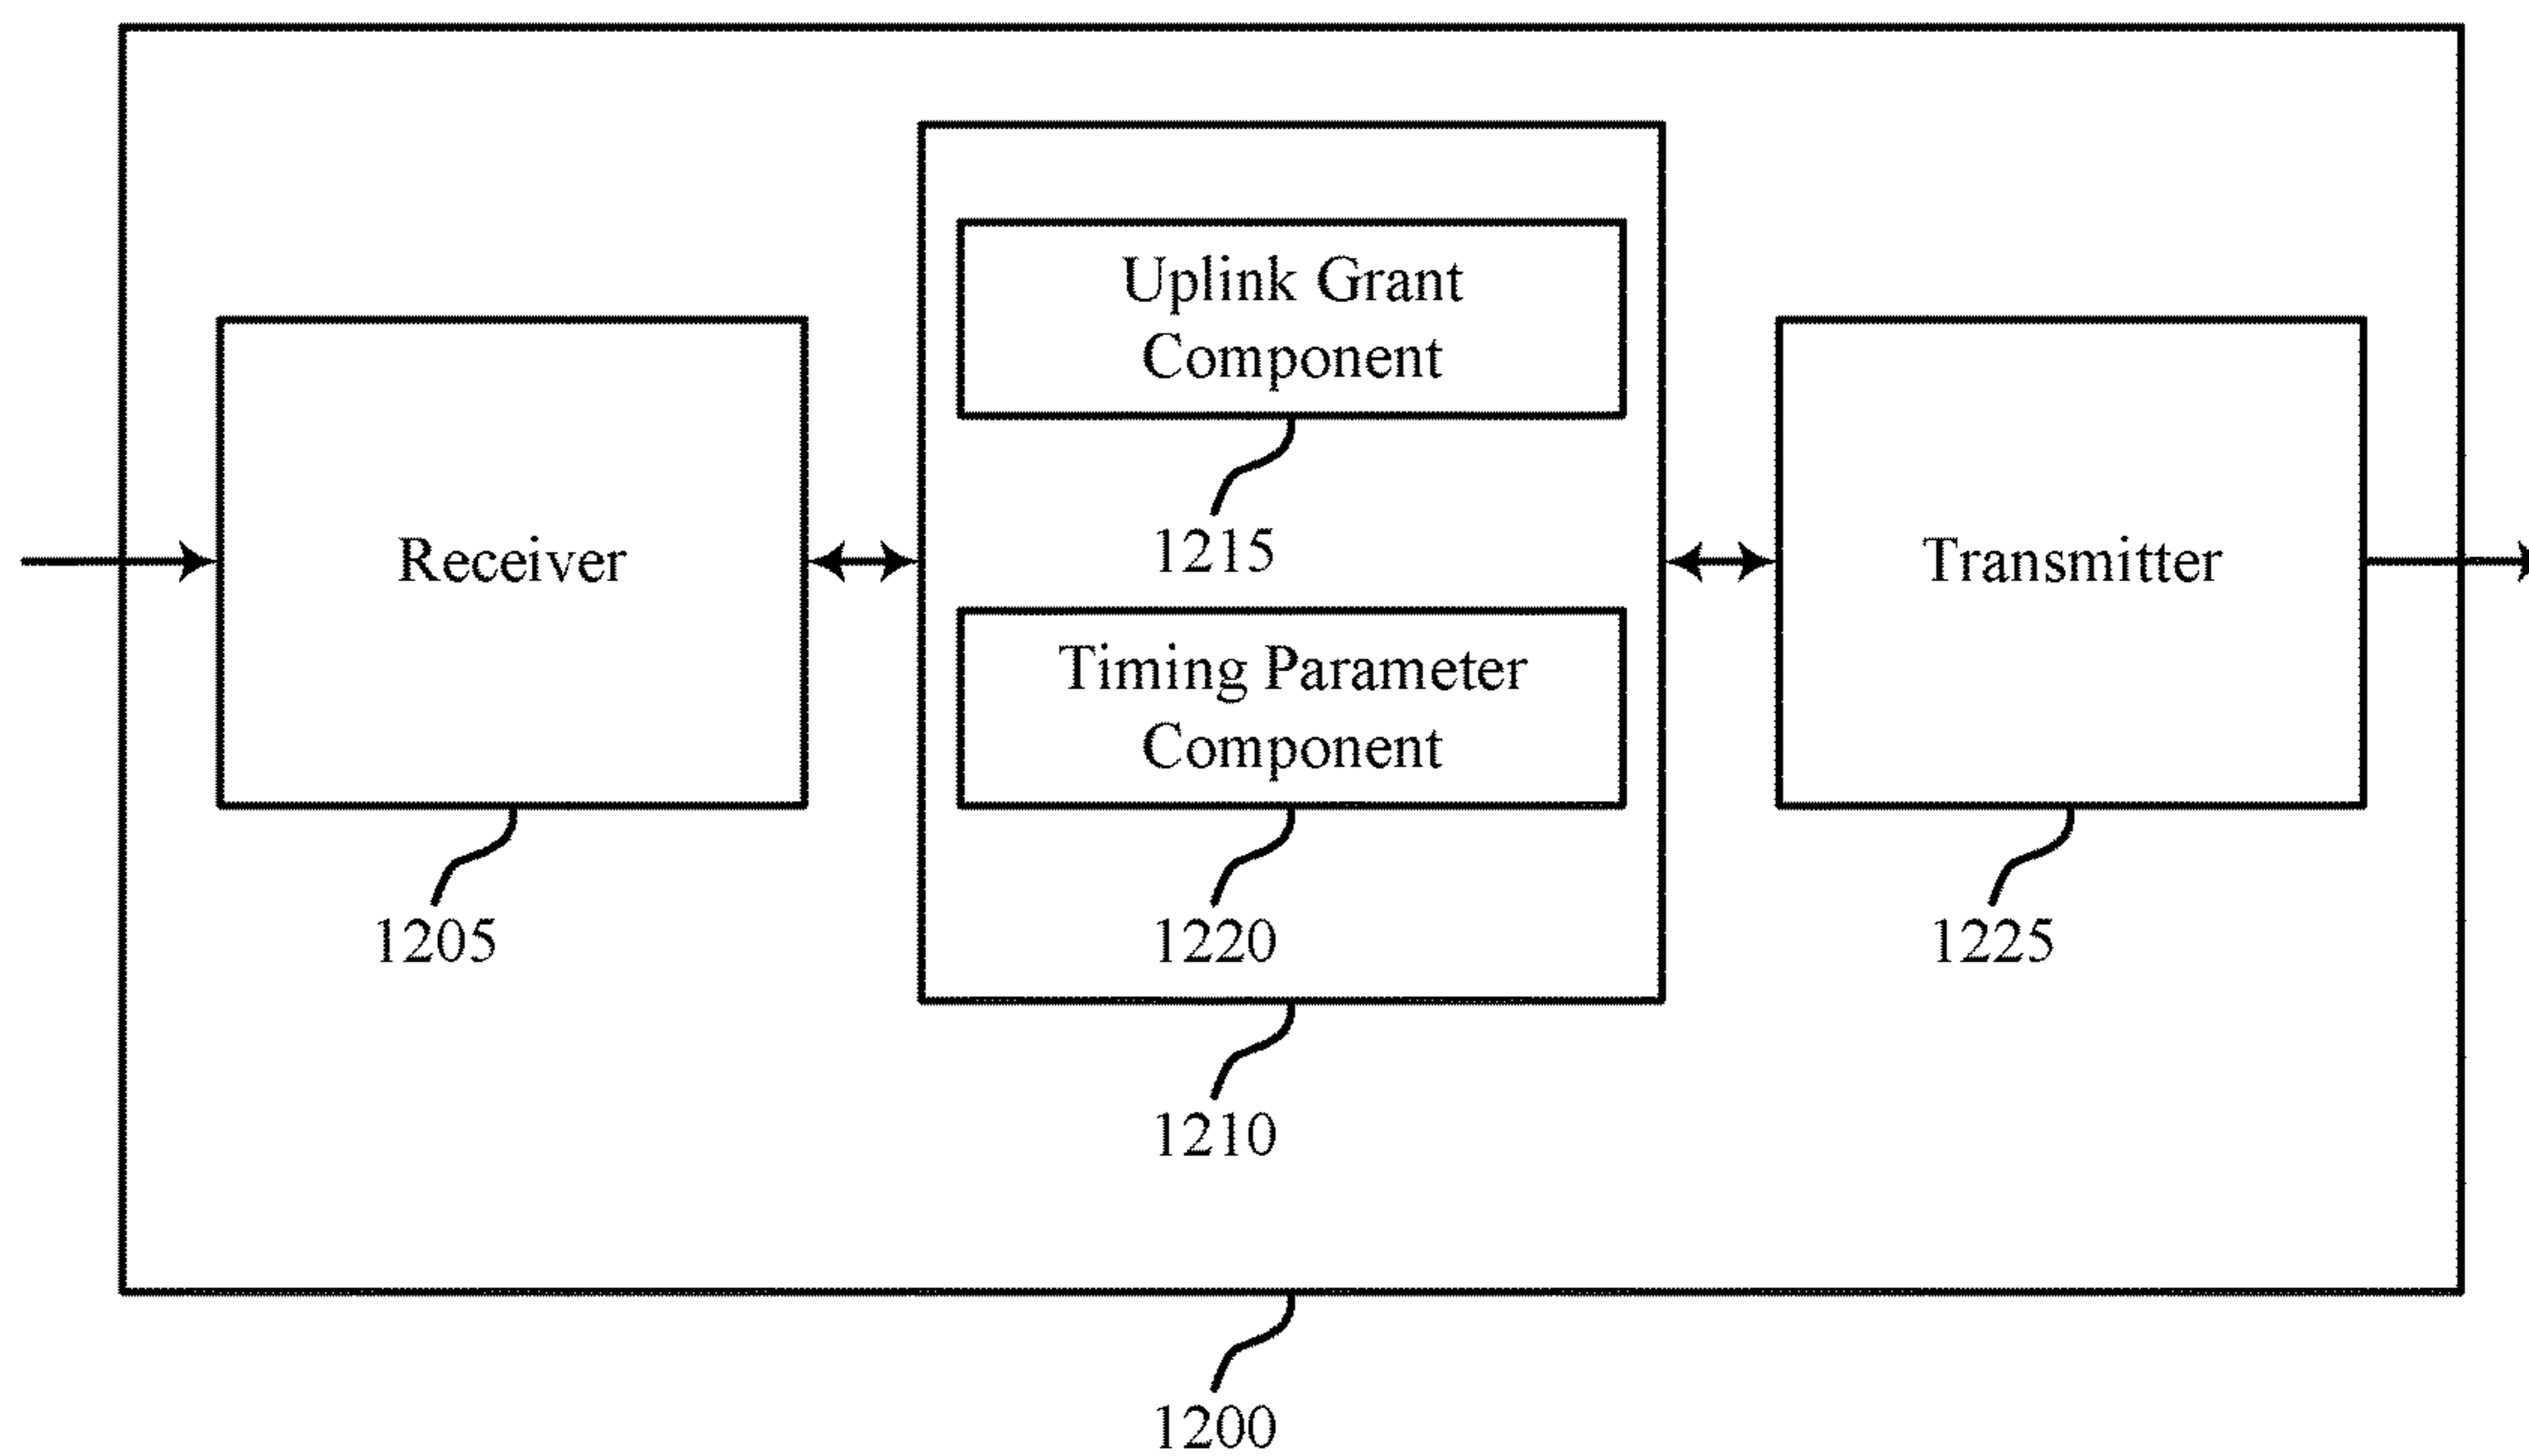 Uplink Grant
Component
1215
Receiver
Transmitter
Timing Parameter
Component
1205
1220
1225
1210
1200